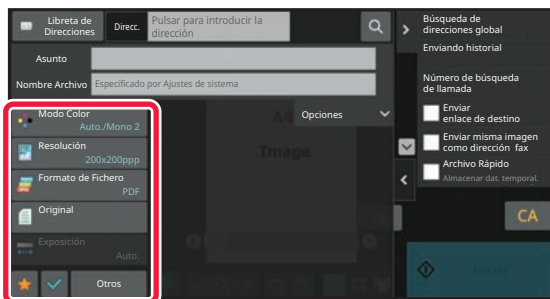 Libreta de
Direcciones
Direcc.
Pulsar para introducir la
dirección
Asunto
Nombre Archivo
Especificado por Ajustes de sistema
Modo Color
Auto./Mono 2
Resolución
200x200ppp
Formato de Fichero
PDF
Original
Exposición
Auto.
Otros
A4
Image
Opciones
Búsqueda de
direcciones global
Enviando historial
Número de búsqueda
de llamada
Enviar
enlace de destino
Enviar misma imagen
como dirección fax
Archivo Rápido
Almacenar dat. temporal.
CA
Iniciar